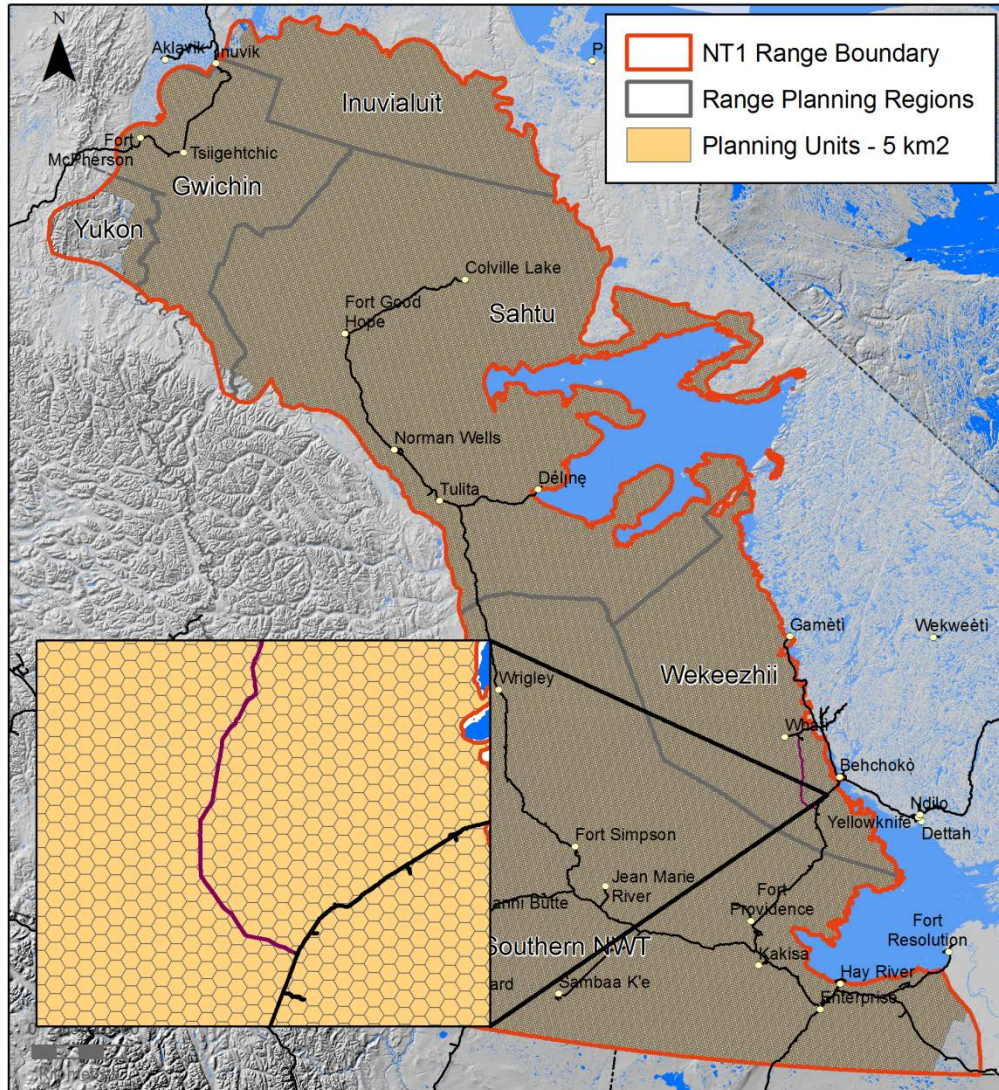 N
NT1 Range Boundary
Range Planning Regions
Planning Units - 5 km2
Aklavik
Inuvik
Inuvialuit
Fort
McPherson
Tsiigehtchic
Gwichin
Yukon
Colville Lake
Fort Good
Hope
Sahtu
Norman Wells
Tulita
Délįnę
Gamètì
Wekweètì
Wekeezhii
Wrigley
Whatì
Behchokò
Ndilo
Yellowknife
Dettah
Fort Simpson
Jean Marie
River
Fort
Providence
Fort
Resolution
Southern NWT
Kakisa
Hay River
Sambaa K'e
Enterprise